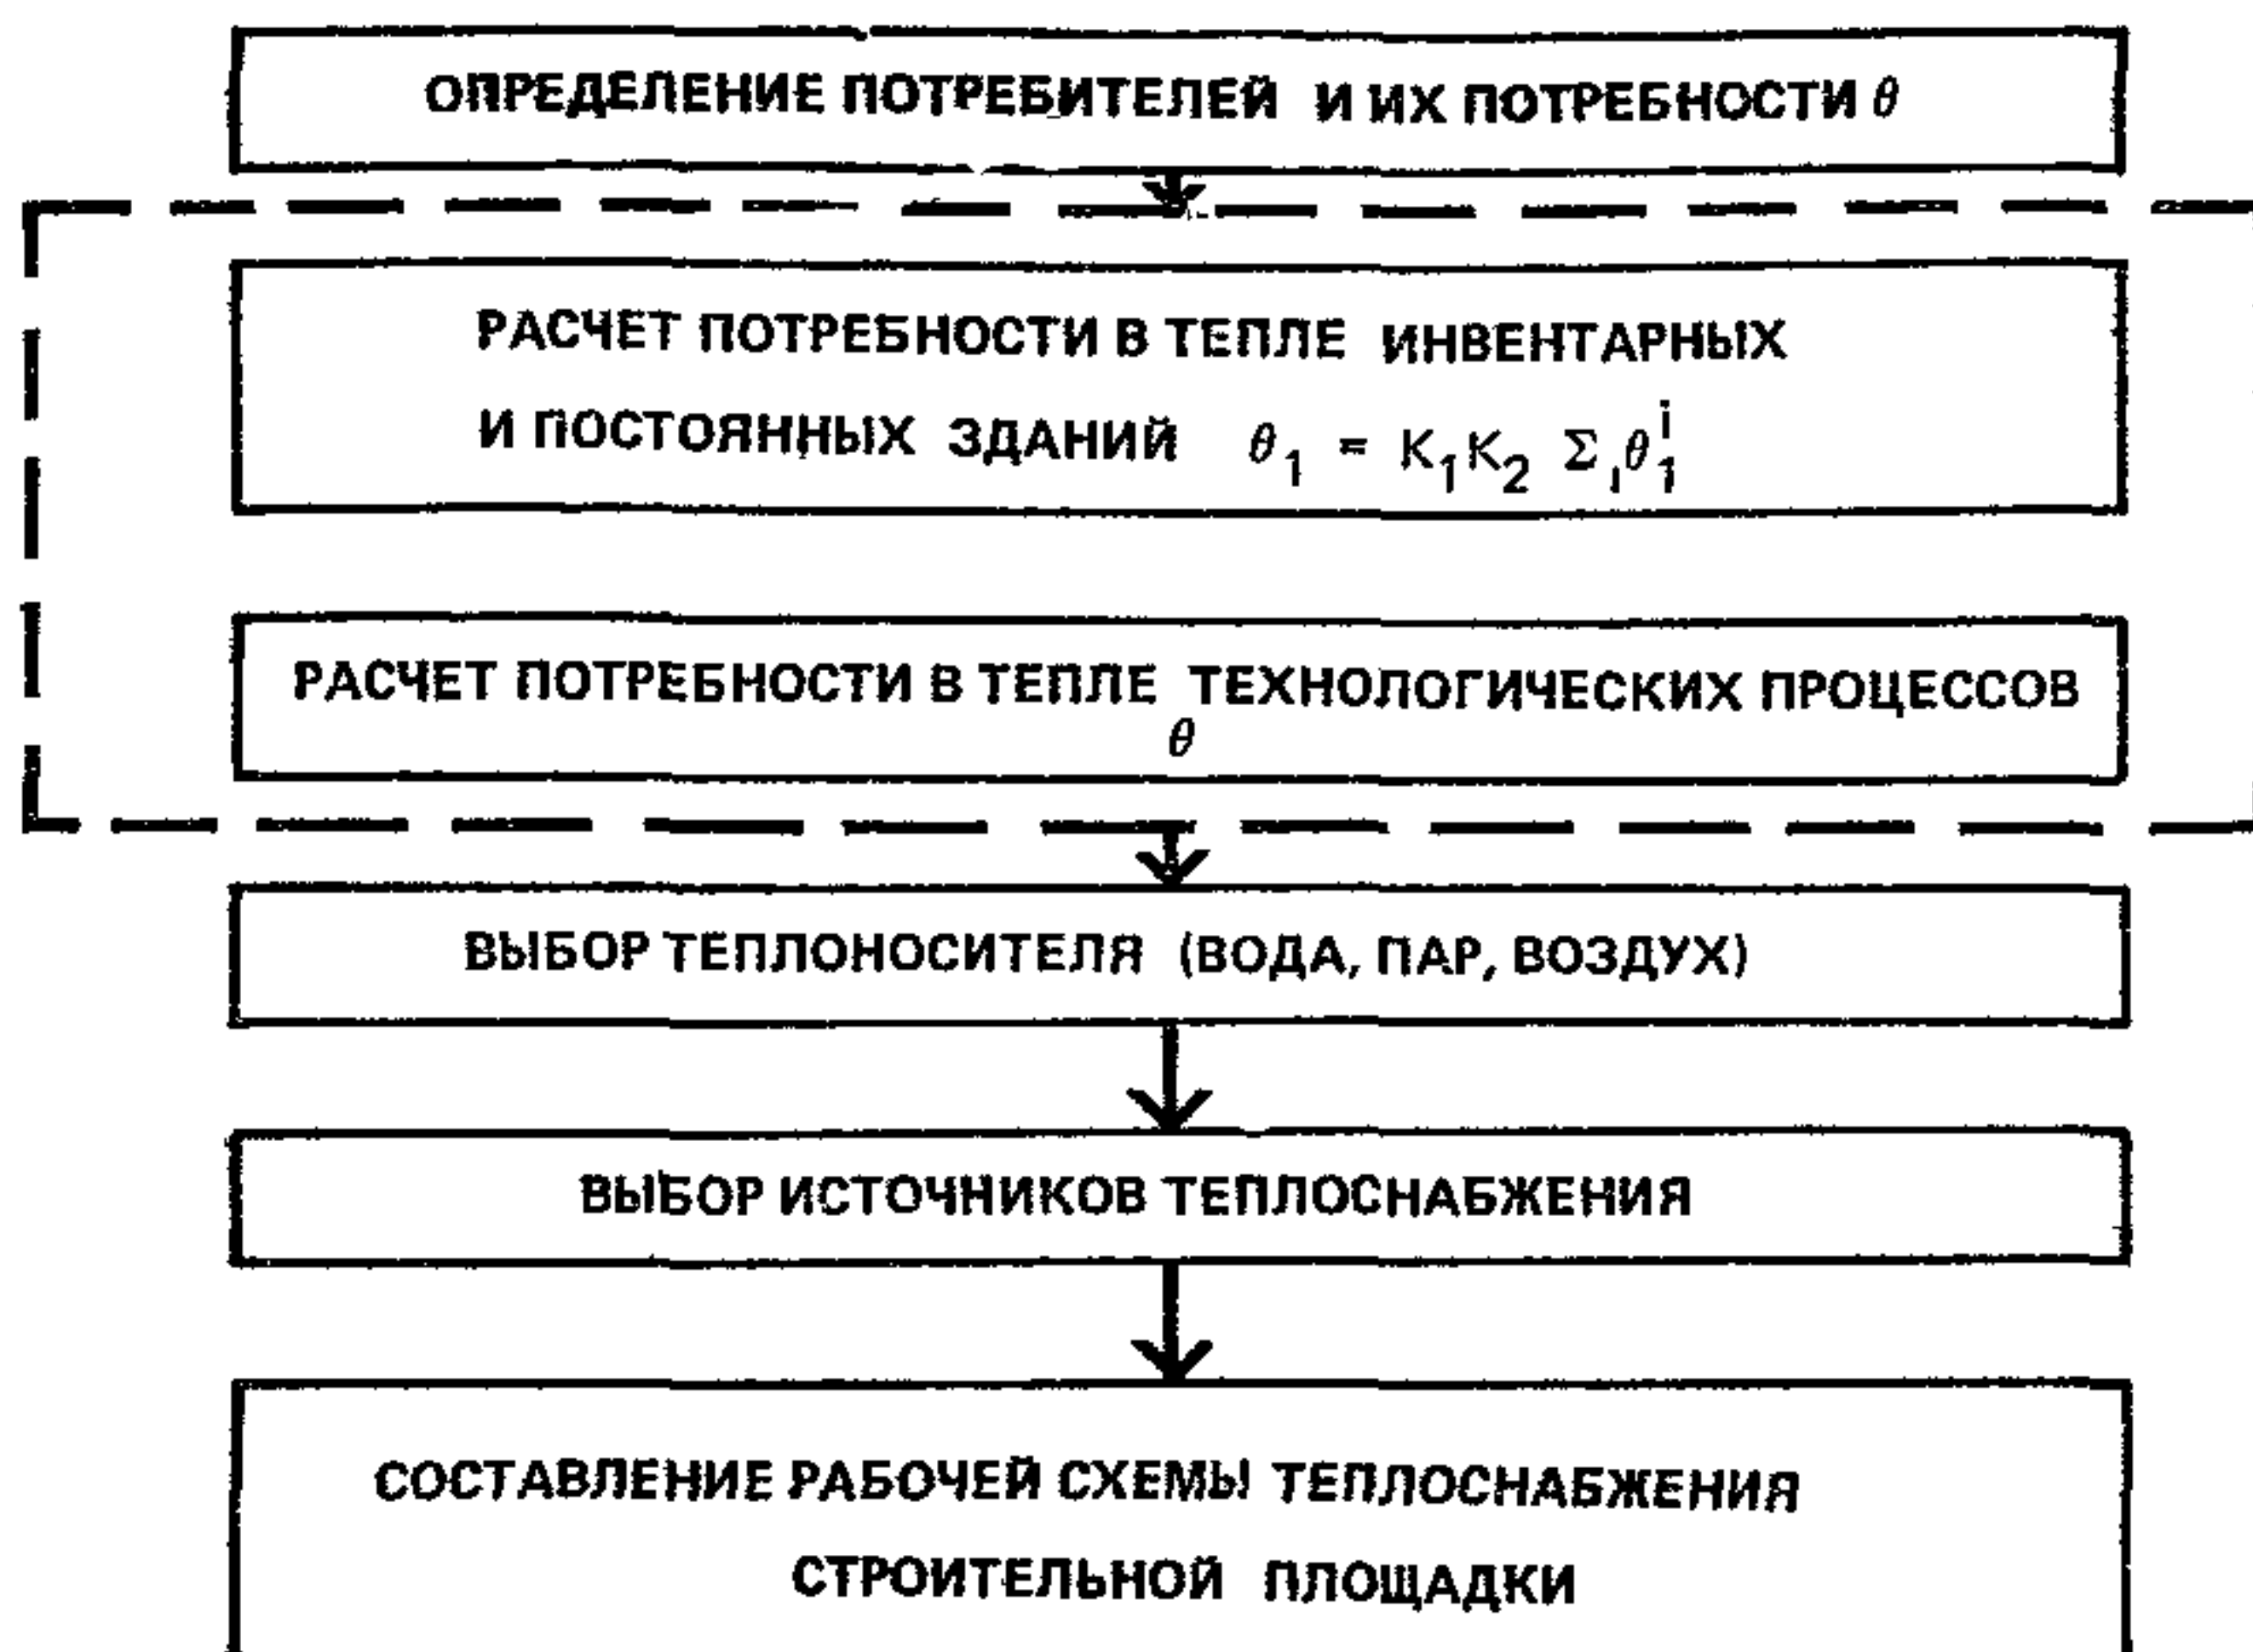 ОПРЕДЕЛЕНИЕ ПОТРЕБИТЕЛЕЙ И ИХ ПОТРЕБНОСТИ θ
РАСЧЕТ ПОТРЕБНОСТИ В ТЕПЛЕ ИНВЕНТАРНЫХ
И ПОСТОЯННЫХ ЗДАНИЙ θ₁ = K₁K₂ Σᵢθ₁ⁱ
РАСЧЕТ ПОТРЕБНОСТИ В ТЕПЛЕ ТЕХНОЛОГИЧЕСКИХ ПРОЦЕССОВ
θ
ВЫБОР ТЕПЛОНОСИТЕЛЯ (ВОДА, ПАР, ВОЗДУХ)
ВЫБОР ИСТОЧНИКОВ ТЕПЛОСНАБЖЕНИЯ
СОСТАВЛЕНИЕ РАБОЧЕЙ СХЕМЫ ТЕПЛОСНАБЖЕНИЯ
СТРОИТЕЛЬНОЙ ПЛОЩАДКИ